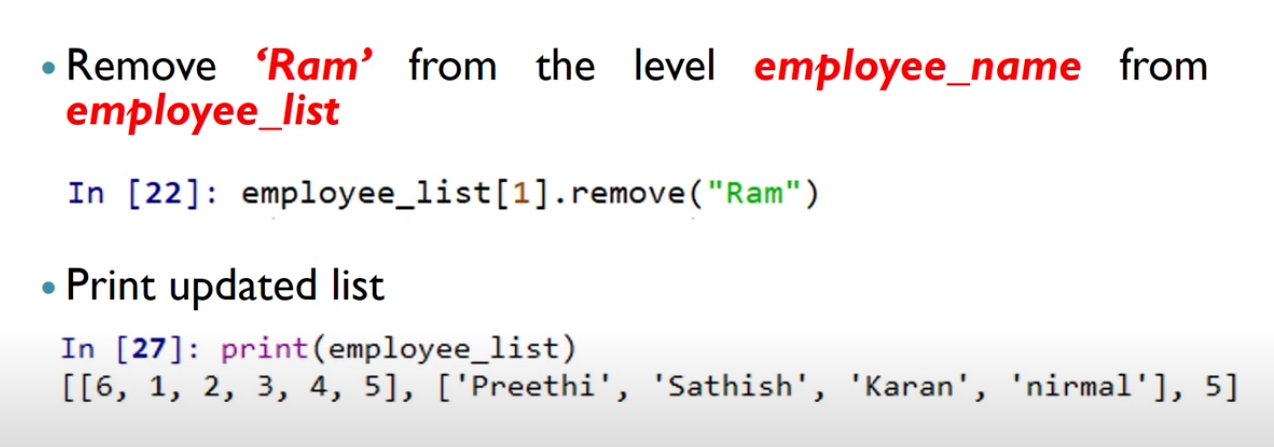 • Remove ‘Ram’ from the level employee_name from
employee_list
In [22]: employee_list[1].remove("Ram")
• Print updated list
In [27]: print(employee_list)
[[6, 1, 2, 3, 4, 5], ['Preethi', 'Sathish', 'Karan', 'nirmal'], 5]